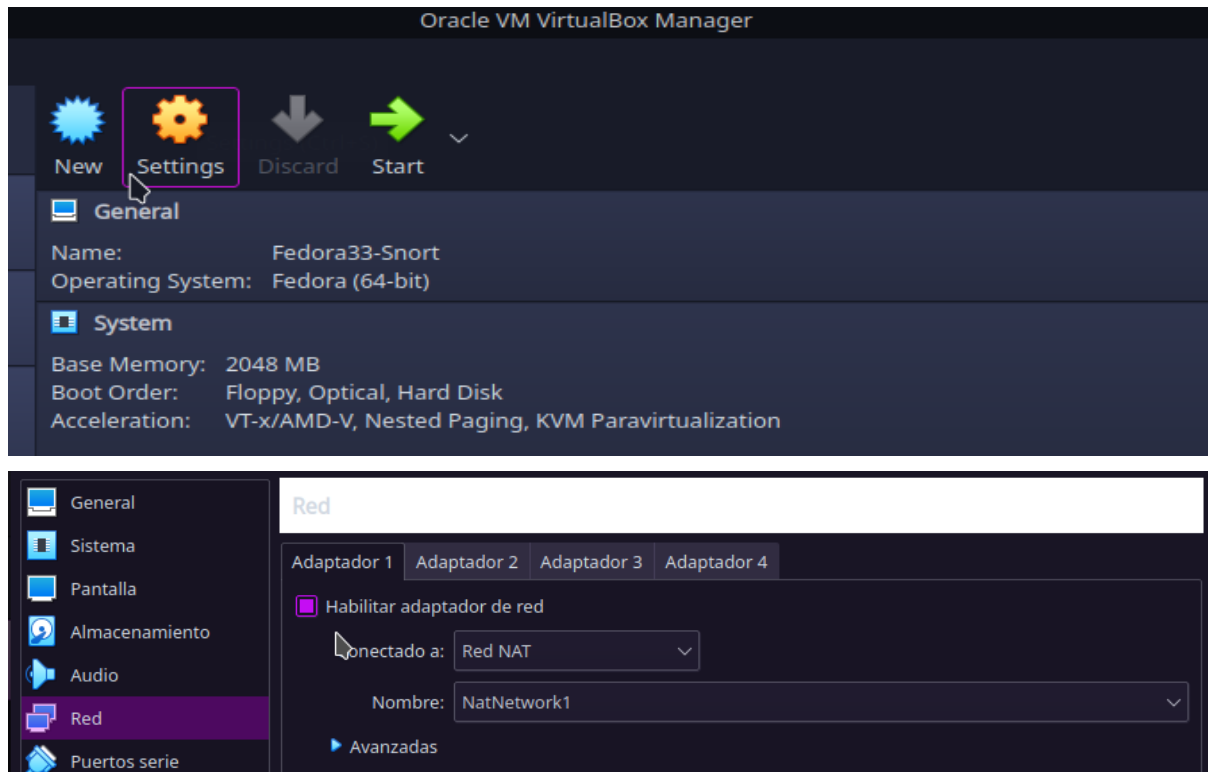 Oracle VM VirtualBox Manager
New Settings Discard Start
General
Name: Fedora33-Snort
Operating System: Fedora (64-bit)
System
Base Memory: 2048 MB
Boot Order: Floppy, Optical, Hard Disk
Acceleration: VT-x/AMD-V, Nested Paging, KVM Paravirtualization
General
Sistema
Pantalla
Almacenamiento
Audio
Red
Puertos serie
Red
Adaptador 1 Adaptador 2 Adaptador 3 Adaptador 4
Habilitar adaptador de red
Conectado a: Red NAT
Nombre: NatNetwork1
Avanzadas